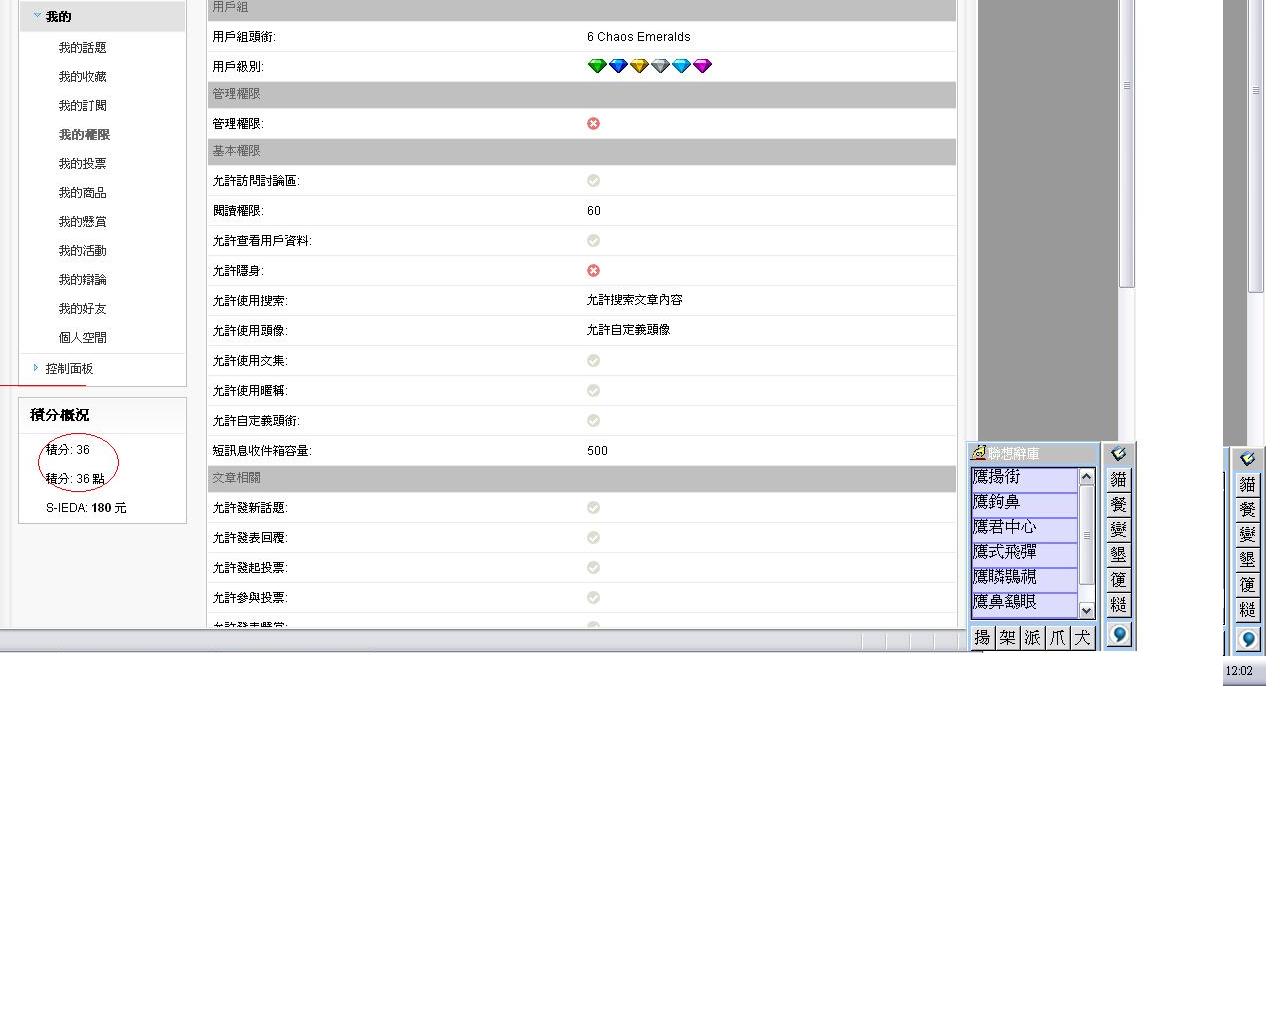 我的
我的話題
我的收藏
我的訂閱
我的權限
我的投票
我的商品
我的懸賞
我的活動
我的辯論
我的好友
個人空間
控制面板
積分概況
積分: 36
積分: 36 點
S-IEDA: 180 元
用戶組
用戶組頭銜: 6 Chaos Emeralds
用戶級別:
管理權限
管理權限:
基本權限
允許訪問討論區:
閱讀權限: 60
允許查看用戶資料:
允許隱身:
允許使用搜索: 允許搜索文章內容
允許使用頭像: 允許自定義頭像
允許使用文集:
允許使用暱稱:
允許自定義頭銜:
短訊息收件箱容量: 500
文章相關
允許發新話題:
允許發表回覆:
允許發起投票:
允許參與投票:
允許發表懸賞:
聯想辭庫
鷹揚街
鷹鉤鼻
鷹君中心
鷹式飛彈
鷹瞵鶚視
鷹鼻鷂眼
揚 架 派 爪 犬
貓
餐
變
墾
糙
貓
餐
變
墾
糙
12:02